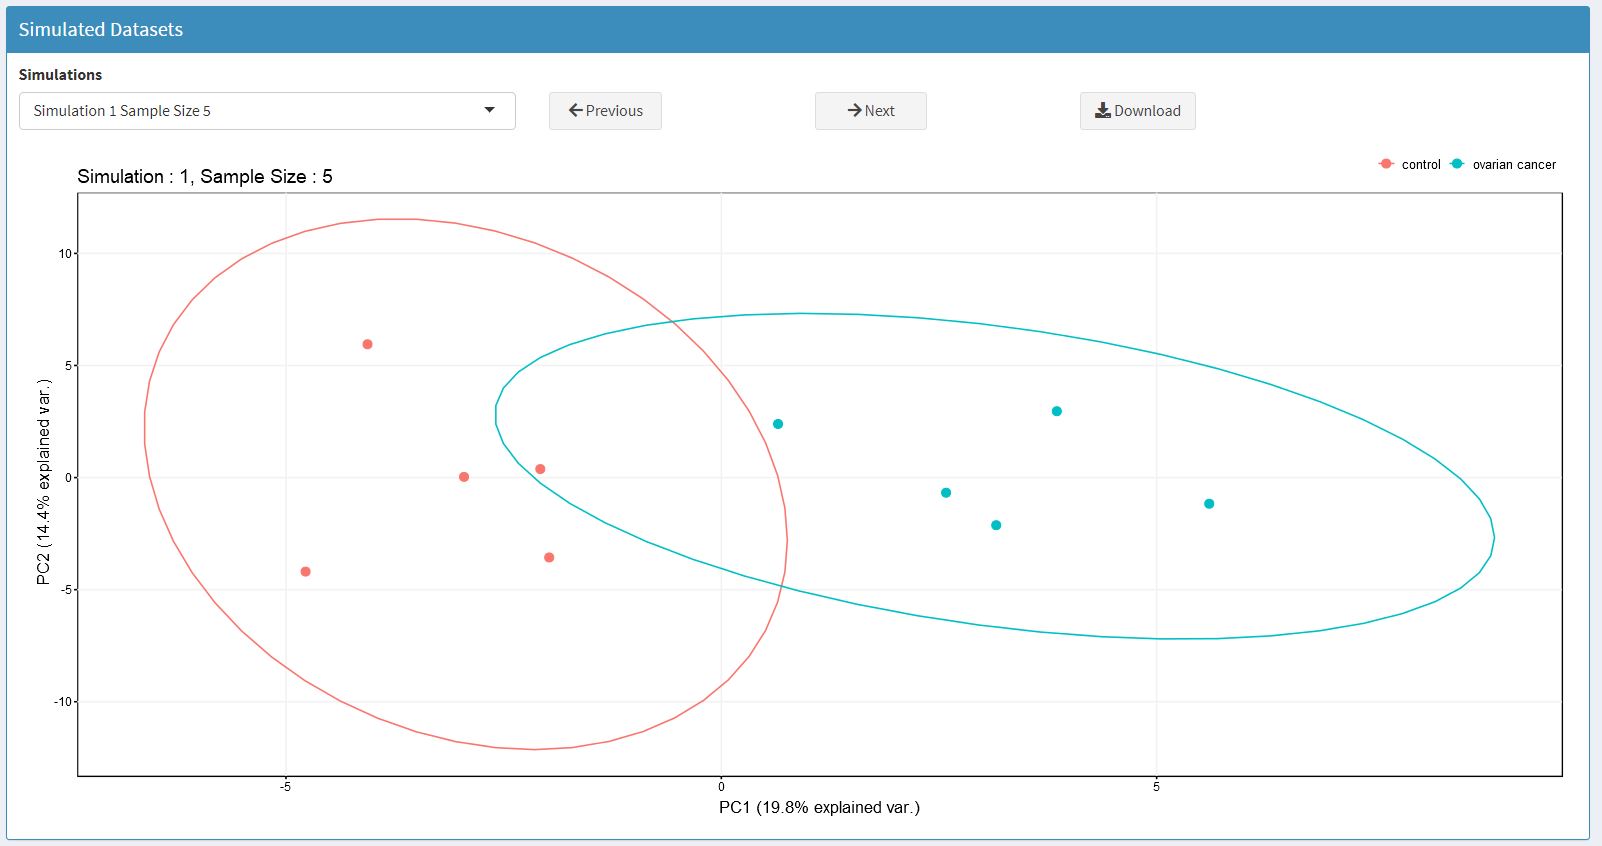 Simulated Datasets
Simulations
Simulation 1 Sample Size 5
Previous
Next
Download
control
ovarian cancer
Simulation : 1, Sample Size : 5
10
5
0
-5
-10
PC2 (14.4% explained var.)
-5
0
5
PC1 (19.8% explained var.)